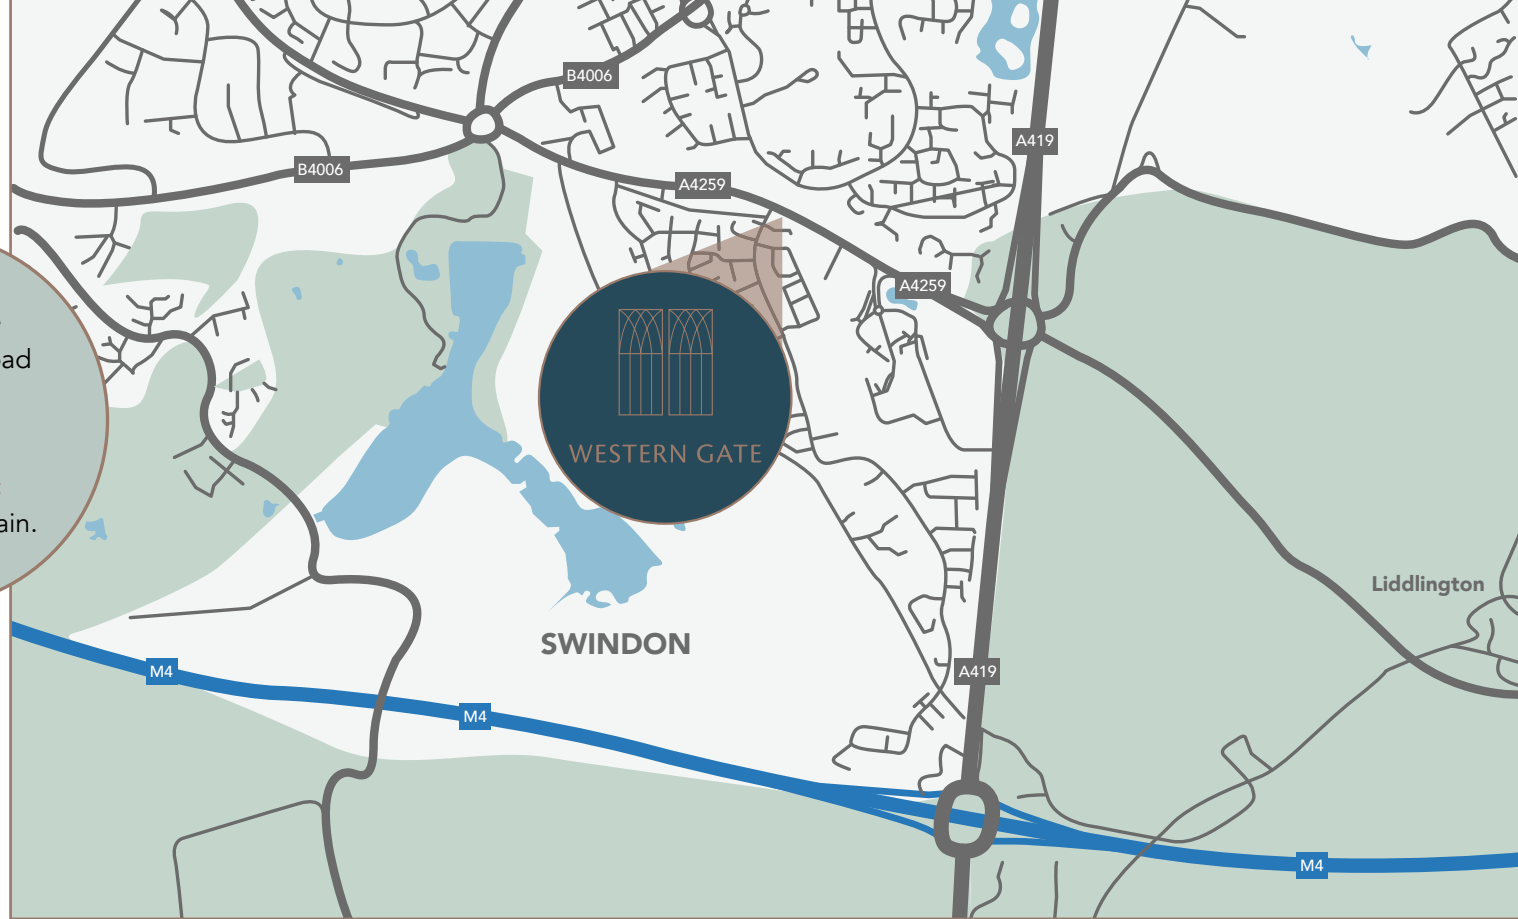 B4006
A419
B4006
A4259
A4259
ad
WESTERN GATE
ain.
Liddlington
SWINDON
M4
A419
M4
M4